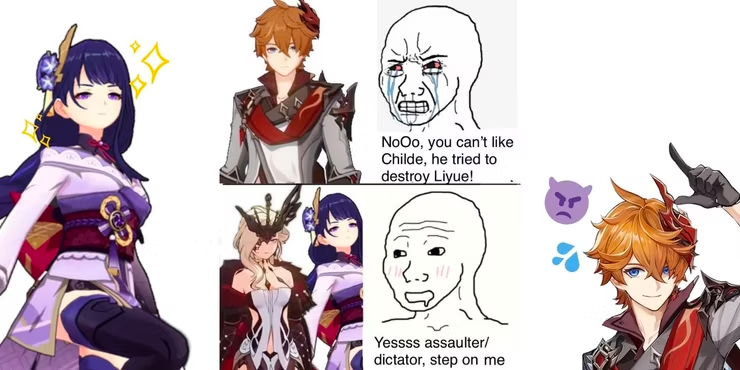 NoOo, you can't like
Childe, he tried to
destroy Liyue!
Yessss assaulter/
dictator, step on me